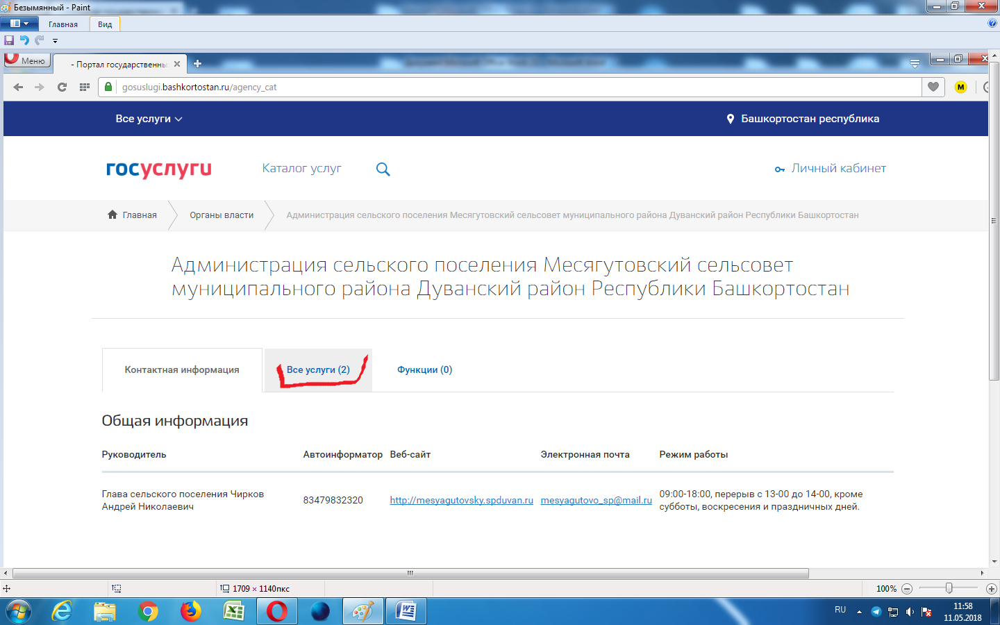 Безымянный - Paint
Главная
Вид
Меню
- Портал государственны
gosuslugi.bashkortostan.ru/agency_cat
M
Все услуги
Башкортостан республика
госуслуги
Каталог услуг
Личный кабинет
Главная
Органы власти
Администрация сельского поселения Месягутовский сельсовет муниципального района Дуванский район Республики Башкортостан
Администрация сельского поселения Месягутовский сельсовет
муниципального района Дуванский район Республики Башкортостан
Контактная информация
Все услуги (2)
Функции (0)
Общая информация
Руководитель
Автоинформатор
Веб-сайт
Электронная почта
Режим работы
Глава сельского поселения Чирков
Андрей Николаевич
83479832320
http://mesyagutovsky.spduvan.ru
mesyagutovo_sp@mail.ru
09:00-18:00, перерыв с 13-00 до 14-00, кроме
субботы, воскресения и праздничных дней.
1709 × 1140пкс
100%
RU
11:58
11.05.2018